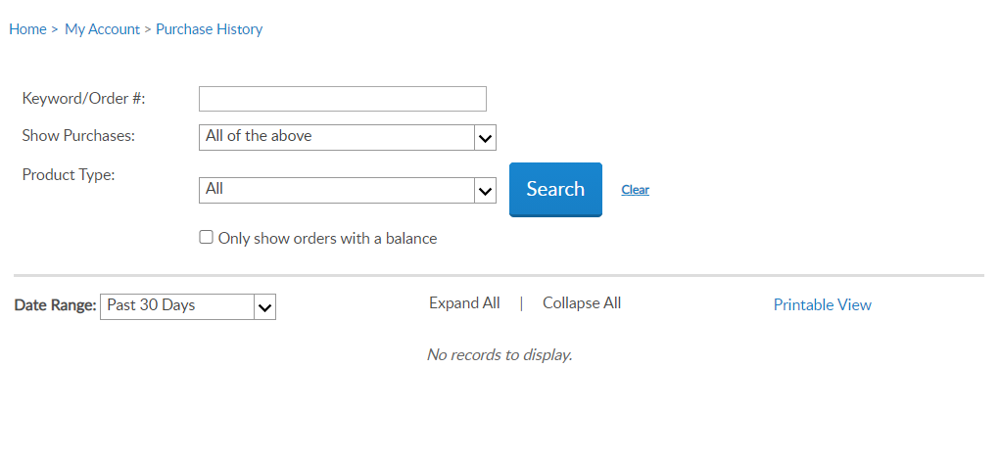 Home > My Account > Purchase History
Keyword/Order #:
Show Purchases: All of the above
Product Type: All
Search Clear
Only show orders with a balance
Date Range: Past 30 Days Expand All | Collapse All Printable View
No records to display.